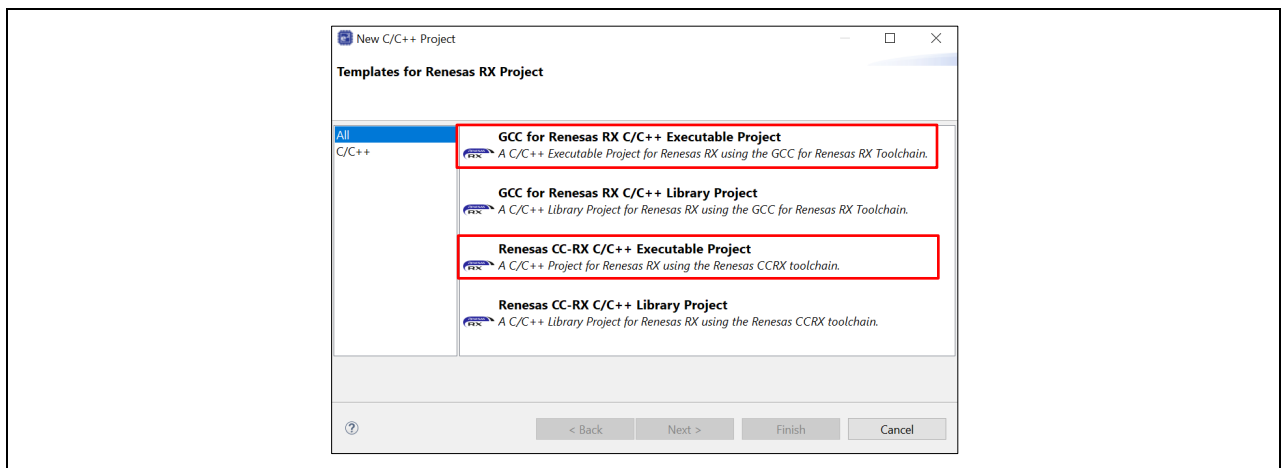 New C/C++ Project
Templates for Renesas RX Project
All
C/C++
GCC for Renesas RX C/C++ Executable Project
A C/C++ Executable Project for Renesas RX using the GCC for Renesas RX Toolchain.
GCC for Renesas RX C/C++ Library Project
A C/C++ Library Project for Renesas RX using the GCC for Renesas RX Toolchain.
Renesas CC-RX C/C++ Executable Project
A C/C++ Project for Renesas RX using the Renesas CCRX toolchain.
Renesas CC-RX C/C++ Library Project
A C/C++ Library Project for Renesas RX using the Renesas CCRX toolchain.
? < Back Next > Finish Cancel